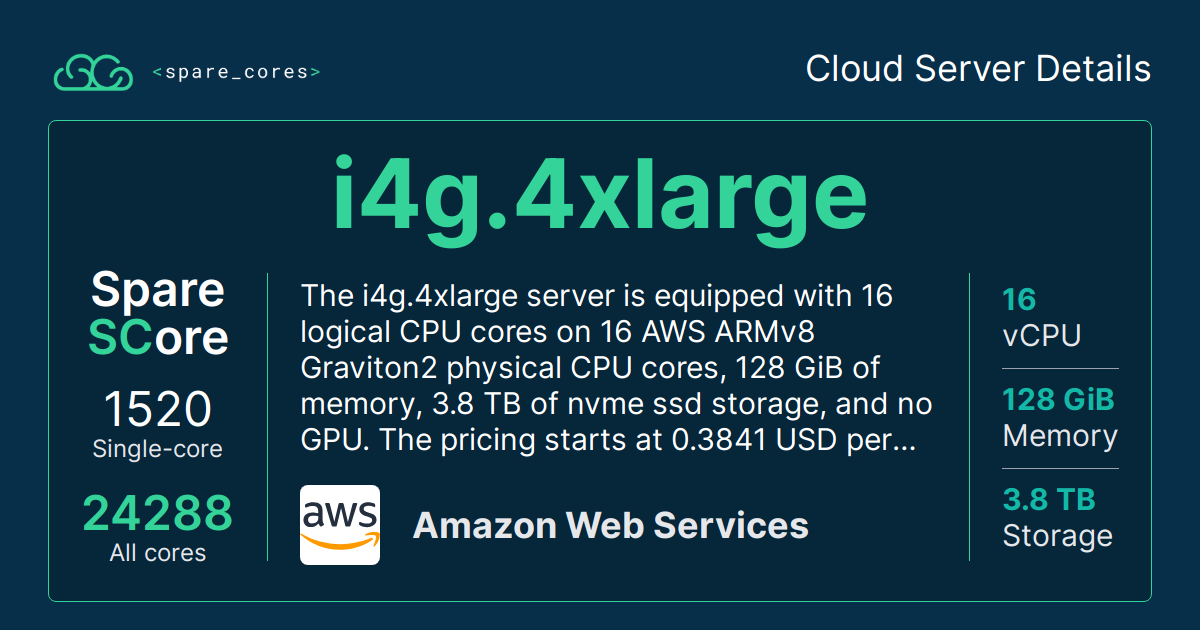 <spare_cores>
Cloud Server Details
i4g.4xlarge
Spare
SCore
1520
Single-core
24288
All cores
The i4g.4xlarge server is equipped with 16
logical CPU cores on 16 AWS ARMv8
Graviton2 physical CPU cores, 128 GiB of
memory, 3.8 TB of nvme ssd storage, and no
GPU. The pricing starts at 0.3841 USD per...
aws
Amazon Web Services
16
vCPU
128 GiB
Memory
3.8 TB
Storage